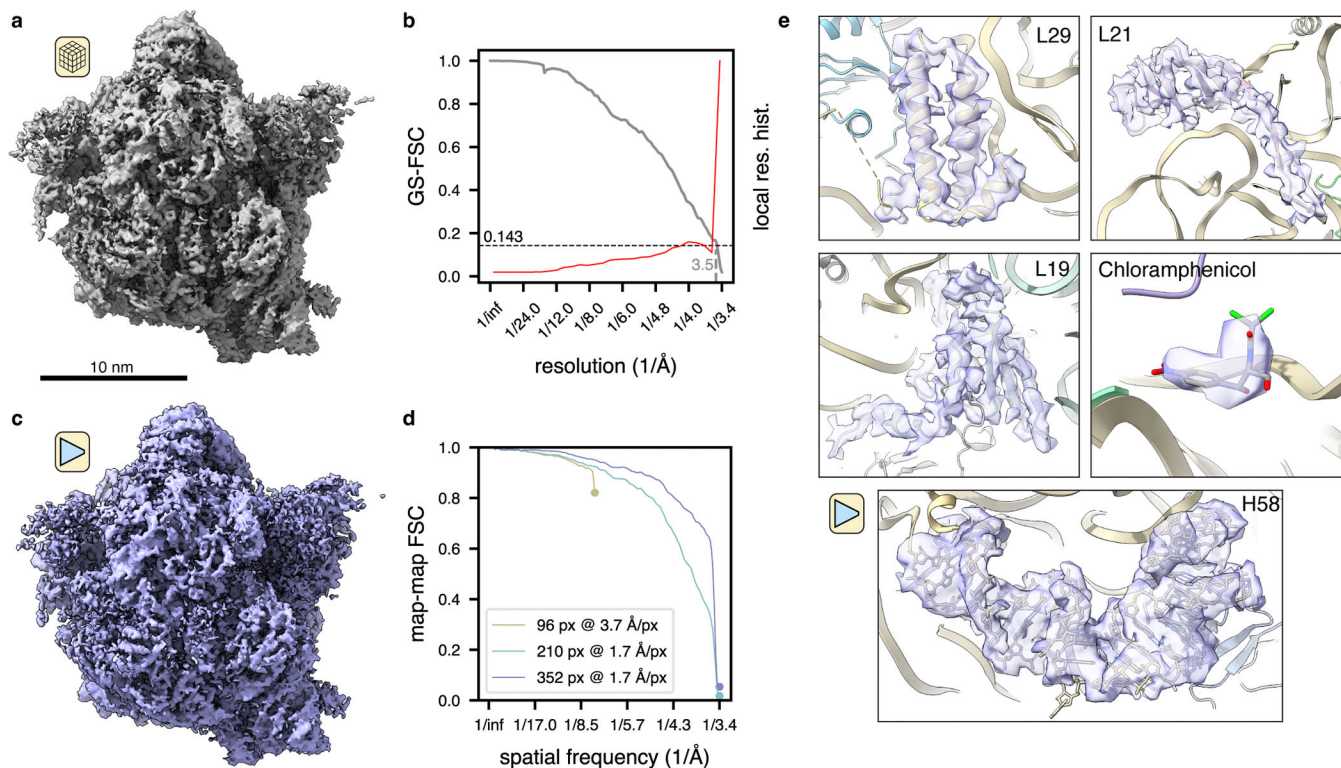 a
10 nm
b
GS-FSC
1.0
0.8
0.6
0.4
0.2
0.0
0.143
3.5
local res. hist.
1/inf
1/24.0
1/12.0
1/8.0
1/6.0
1/4.8
1/4.0
1/3.4
resolution (1/Å)
c
d
map-map FSC
1.0
0.8
0.6
0.4
0.2
0.0
96 px @ 3.7 Å/px
210 px @ 1.7 Å/px
352 px @ 1.7 Å/px
1/inf
1/17.0
1/8.5
1/5.7
1/4.3
1/3.4
spatial frequency (1/Å)
e
L29
L21
L19
Chloramphenicol
H58